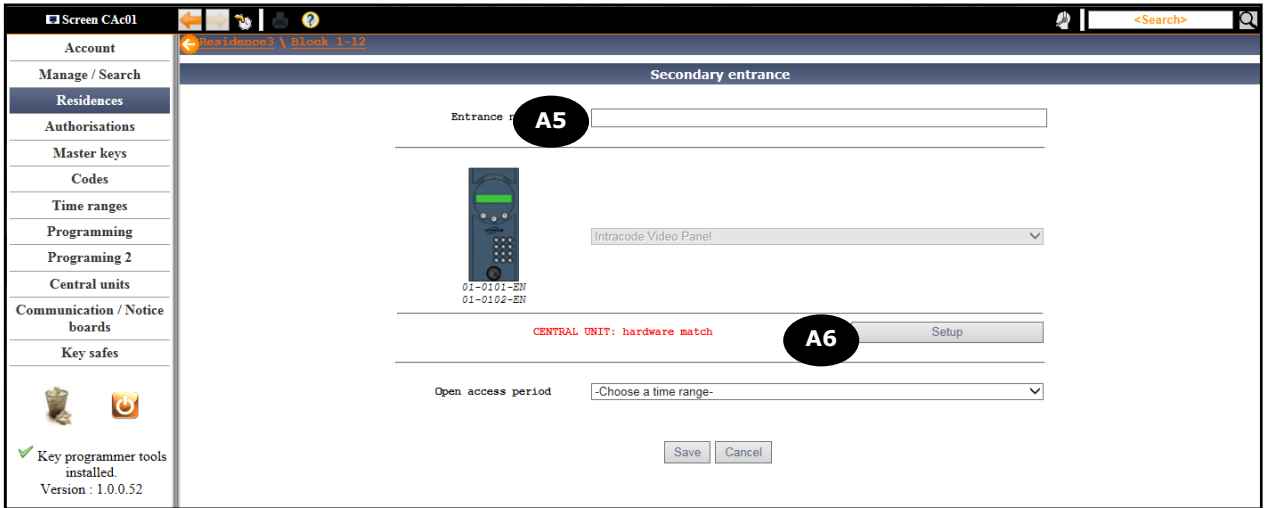 Screen CAc01
<Search>
Account
Manage / Search
Residences
Authorisations
Master keys
Codes
Time ranges
Programming
Programing 2
Central units
Communication / Notice
boards
Key safes
Key programmer tools
installed.
Version : 1.0.0.52
Residence3 \ Block 1-12
Secondary entrance
Entrance
A5
Intracode Video Panel
01-0101-EN
01-0102-EN
CENTRAL UNIT: hardware match
A6
Setup
Open access period
-Choose a time range-
Save
Cancel